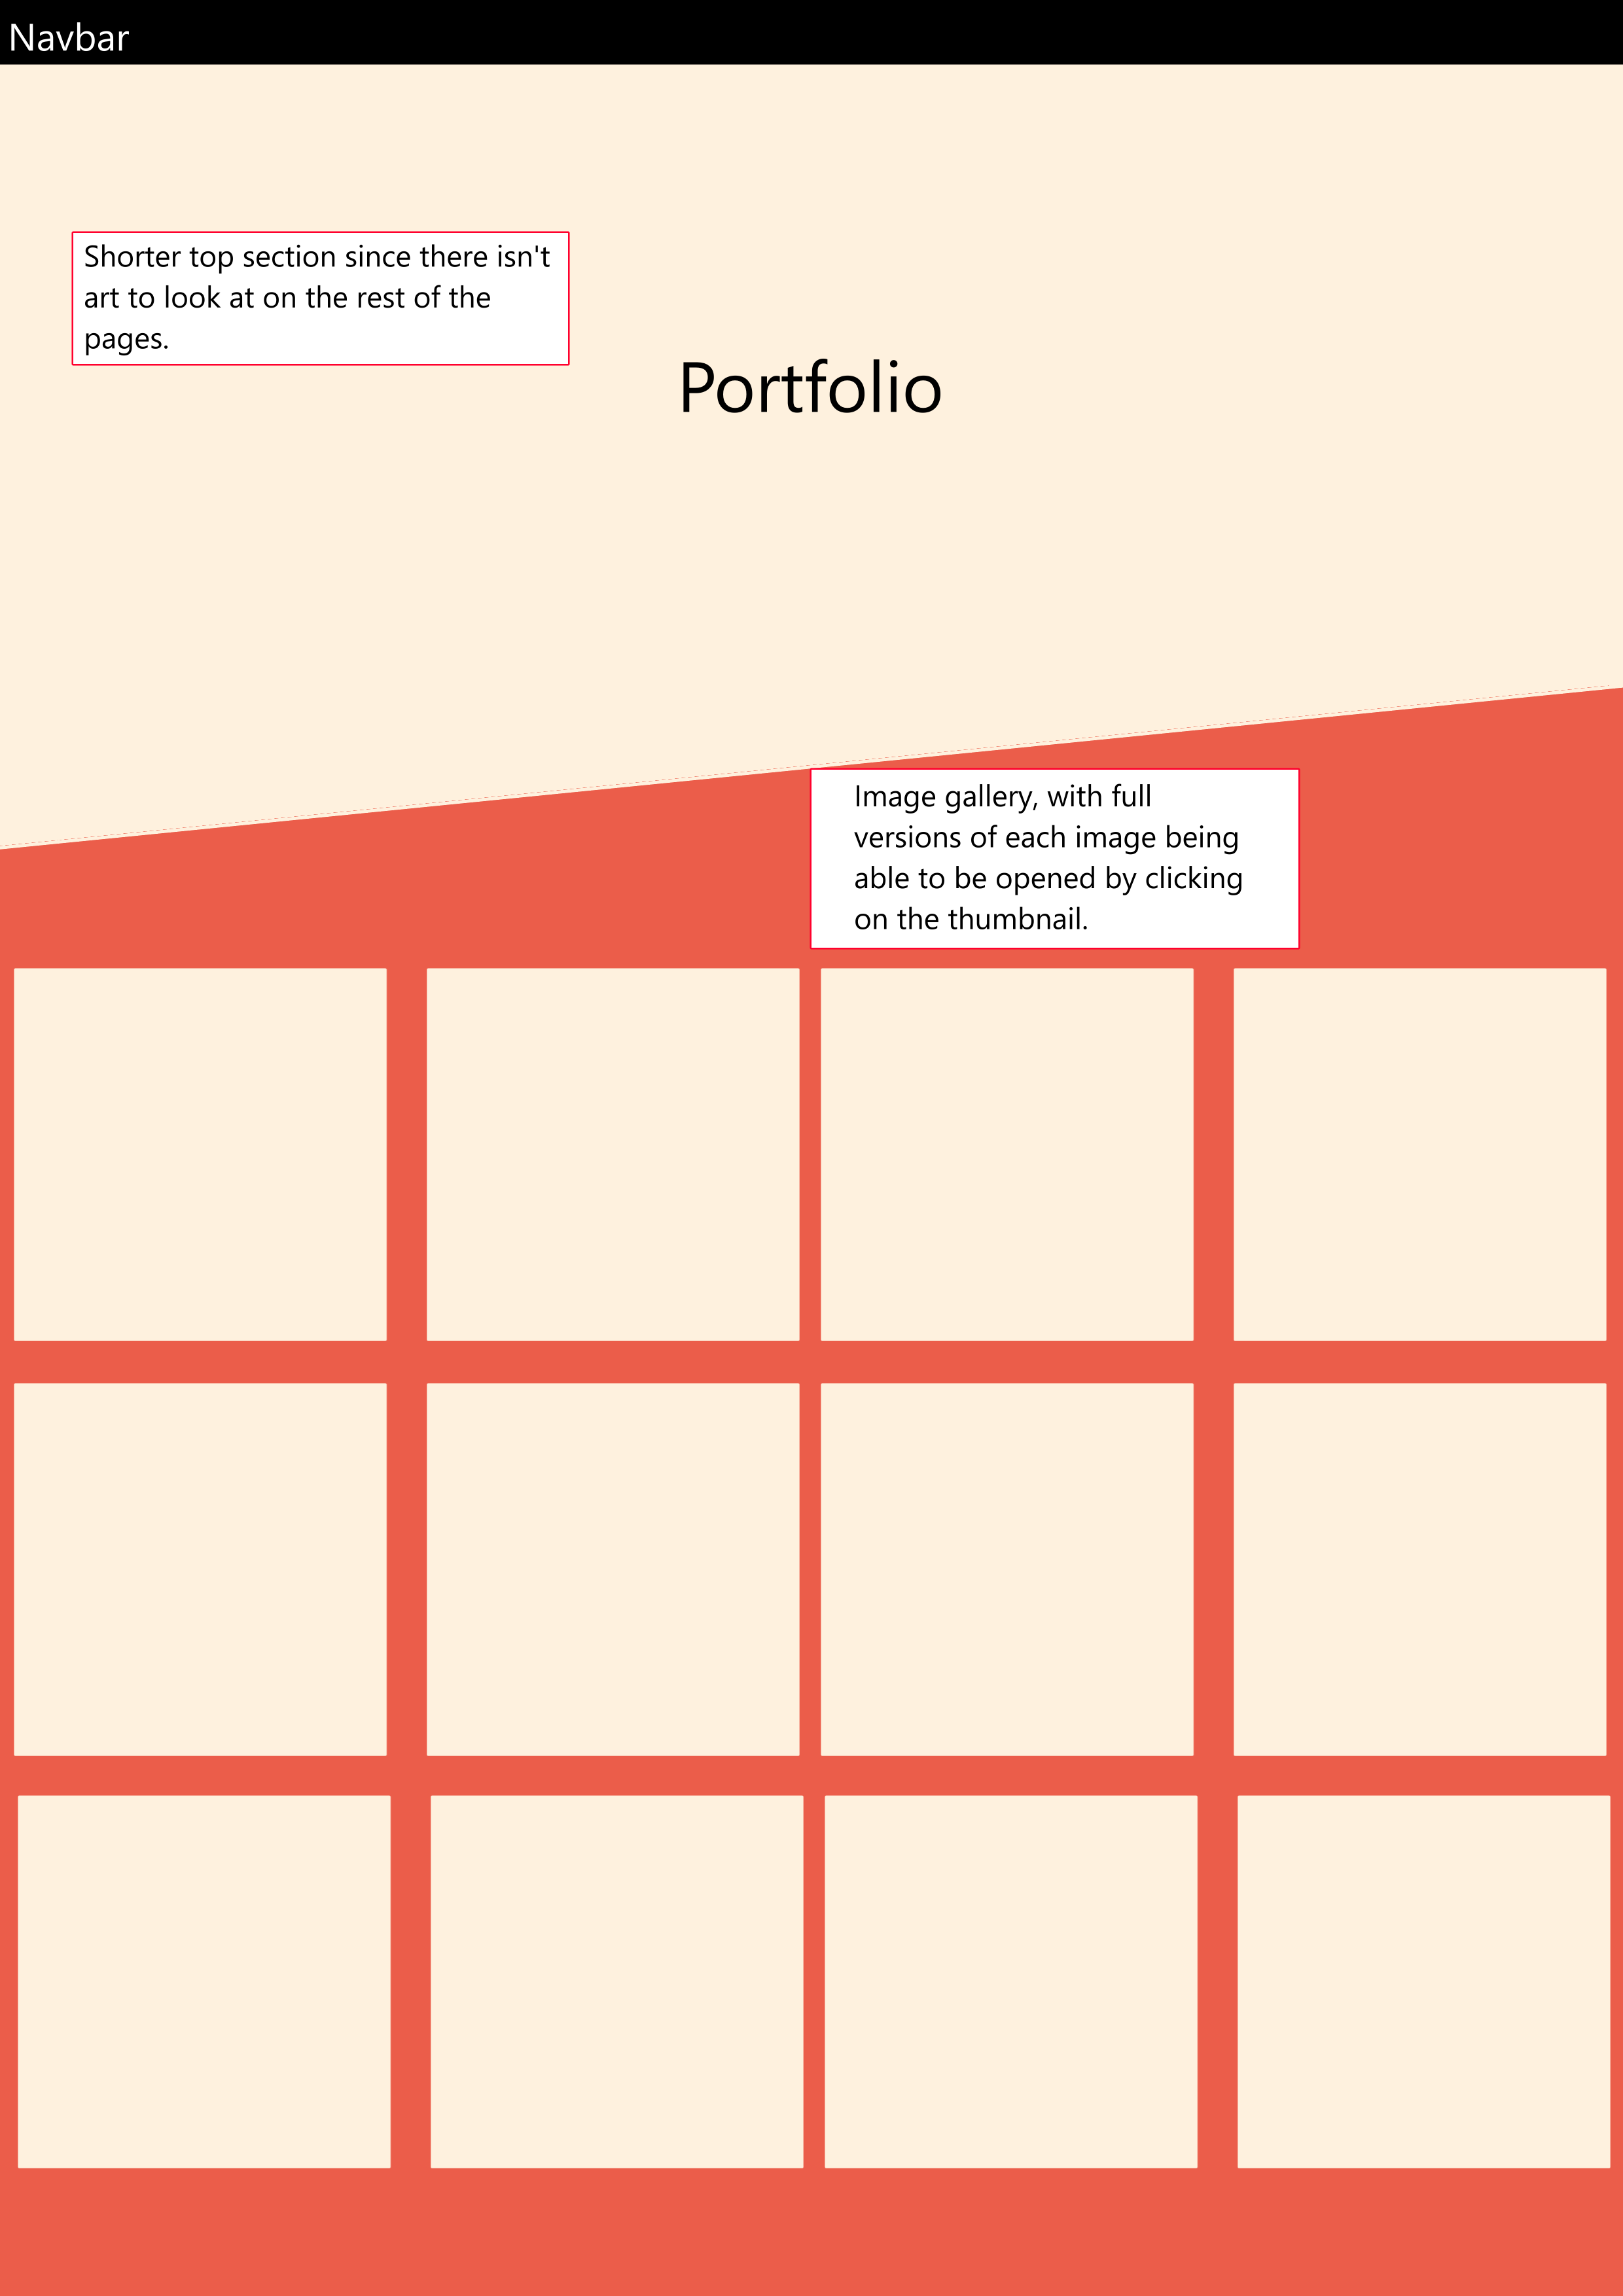 Navbar
Shorter top section since there isn't
art to look at on the rest of the
pages.
Portfolio
Image gallery, with full
versions of each image being
able to be opened by clicking
on the thumbnail.